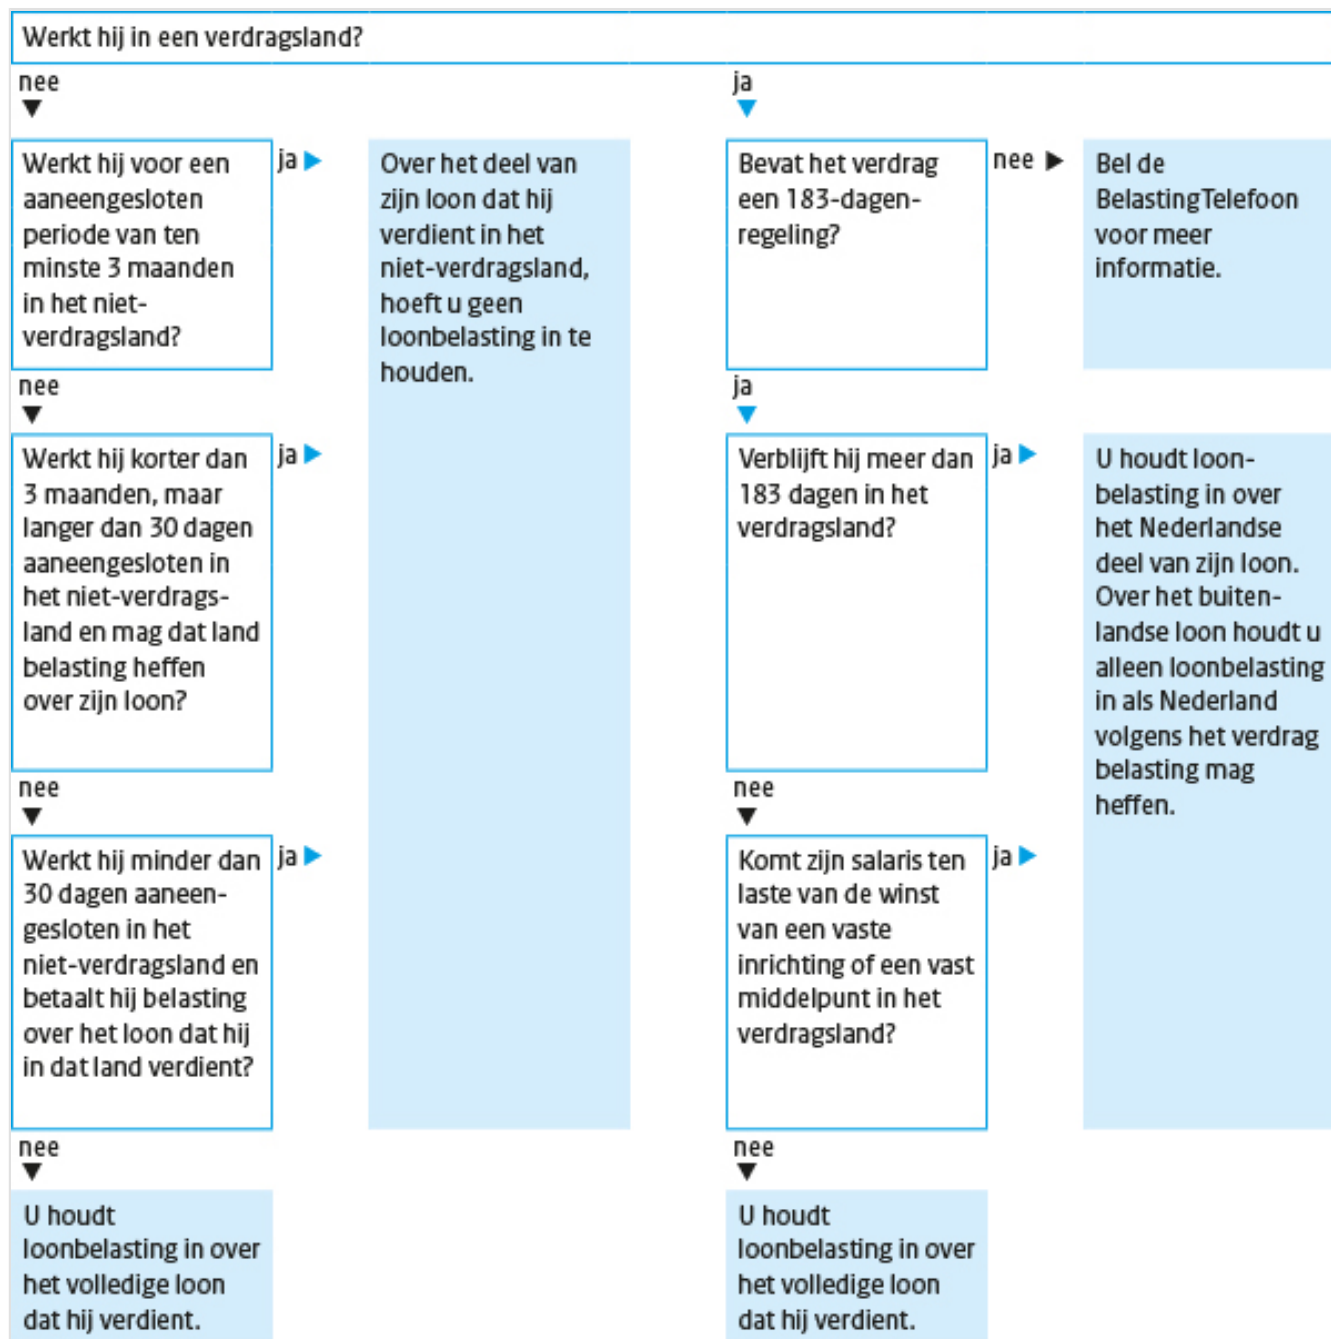 Werkt hij in een verdragsland?
nee
ja
Werkt hij voor een
aaneengesloten
periode van ten
minste 3 maanden
in het niet-
verdragsland?
ja
Over het deel van
zijn loon dat hij
verdient in het
niet-verdragsland,
hoeft u geen
loonbelasting in te
houden.
Bevat het verdrag
een 183-dagen-
regeling?
nee
Bel de
BelastingTelefoon
voor meer
informatie.
nee
ja
Werkt hij korter dan
3 maanden, maar
langer dan 30 dagen
aaneengesloten in
het niet-verdrags-
land en mag dat land
belasting heffen
over zijn loon?
ja
Verblijft hij meer dan
183 dagen in het
verdragsland?
ja
U houdt loon-
belasting in over
het Nederlandse
deel van zijn loon.
Over het buiten-
landse loon houdt u
alleen loonbelasting
in als Nederland
volgens het verdrag
belasting mag
heffen.
nee
nee
Werkt hij minder dan
30 dagen aaneen-
gesloten in het
niet-verdragsland en
betaalt hij belasting
over het loon dat hij
in dat land verdient?
ja
Komt zijn salaris ten
laste van de winst
van een vaste
inrichting of een vast
middelpunt in het
verdragsland?
ja
nee
nee
U houdt
loonbelasting in over
het volledige loon
dat hij verdient.
U houdt
loonbelasting in over
het volledige loon
dat hij verdient.